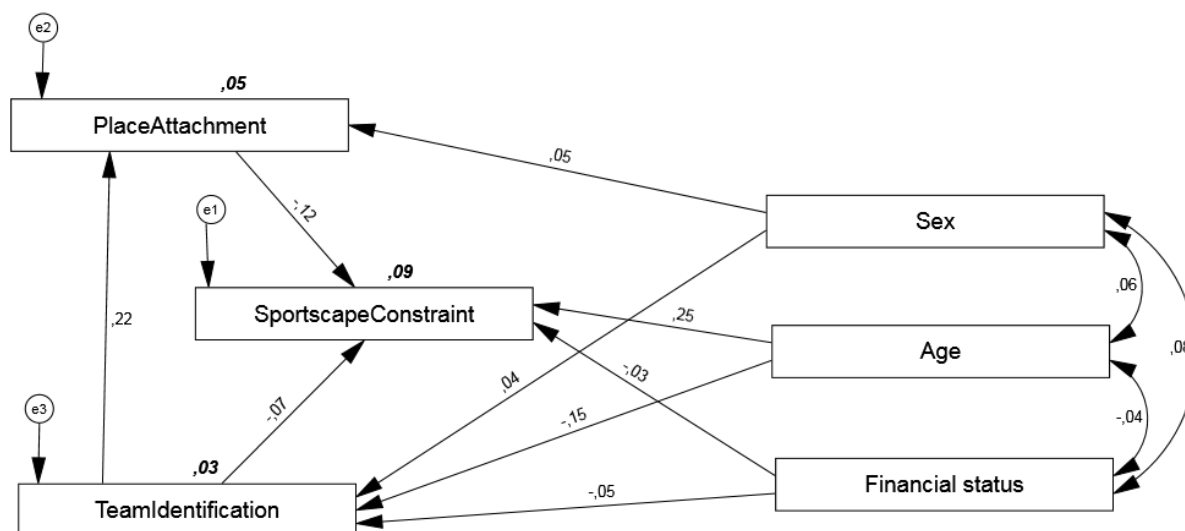 e2
,05
PlaceAttachment
,05
Sex
e1
-,12
,09
SportscapeConstraint
,06
,22
,25
Age
,08
-,03
,04
-,07
-,15
-,04
e3
,03
TeamIdentification
-,05
Financial status